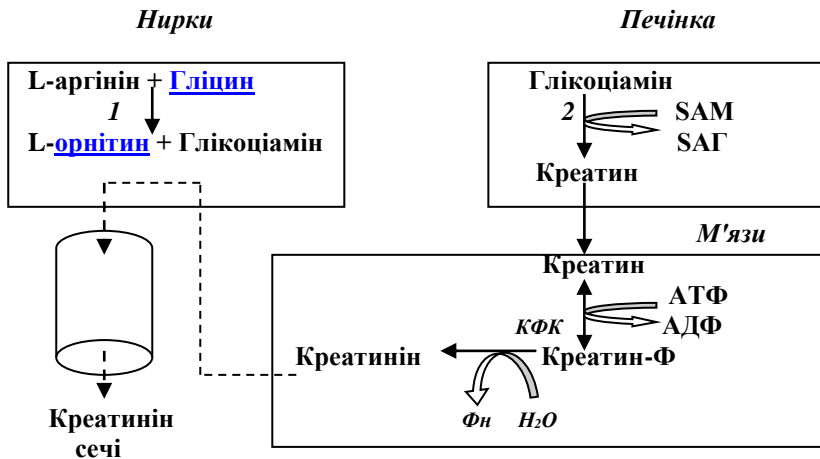 Нирки
Печінка
L-аргінін + Гліцин
1
L-орнітин + Глікоціамін
Глікоціамін
2
SAM
SAГ
Креатин
М'язи
Креатин
АТФ
АДФ
КФК
Креатинін
Креатин-Ф
Фн
H₂O
Креатинін
сечі